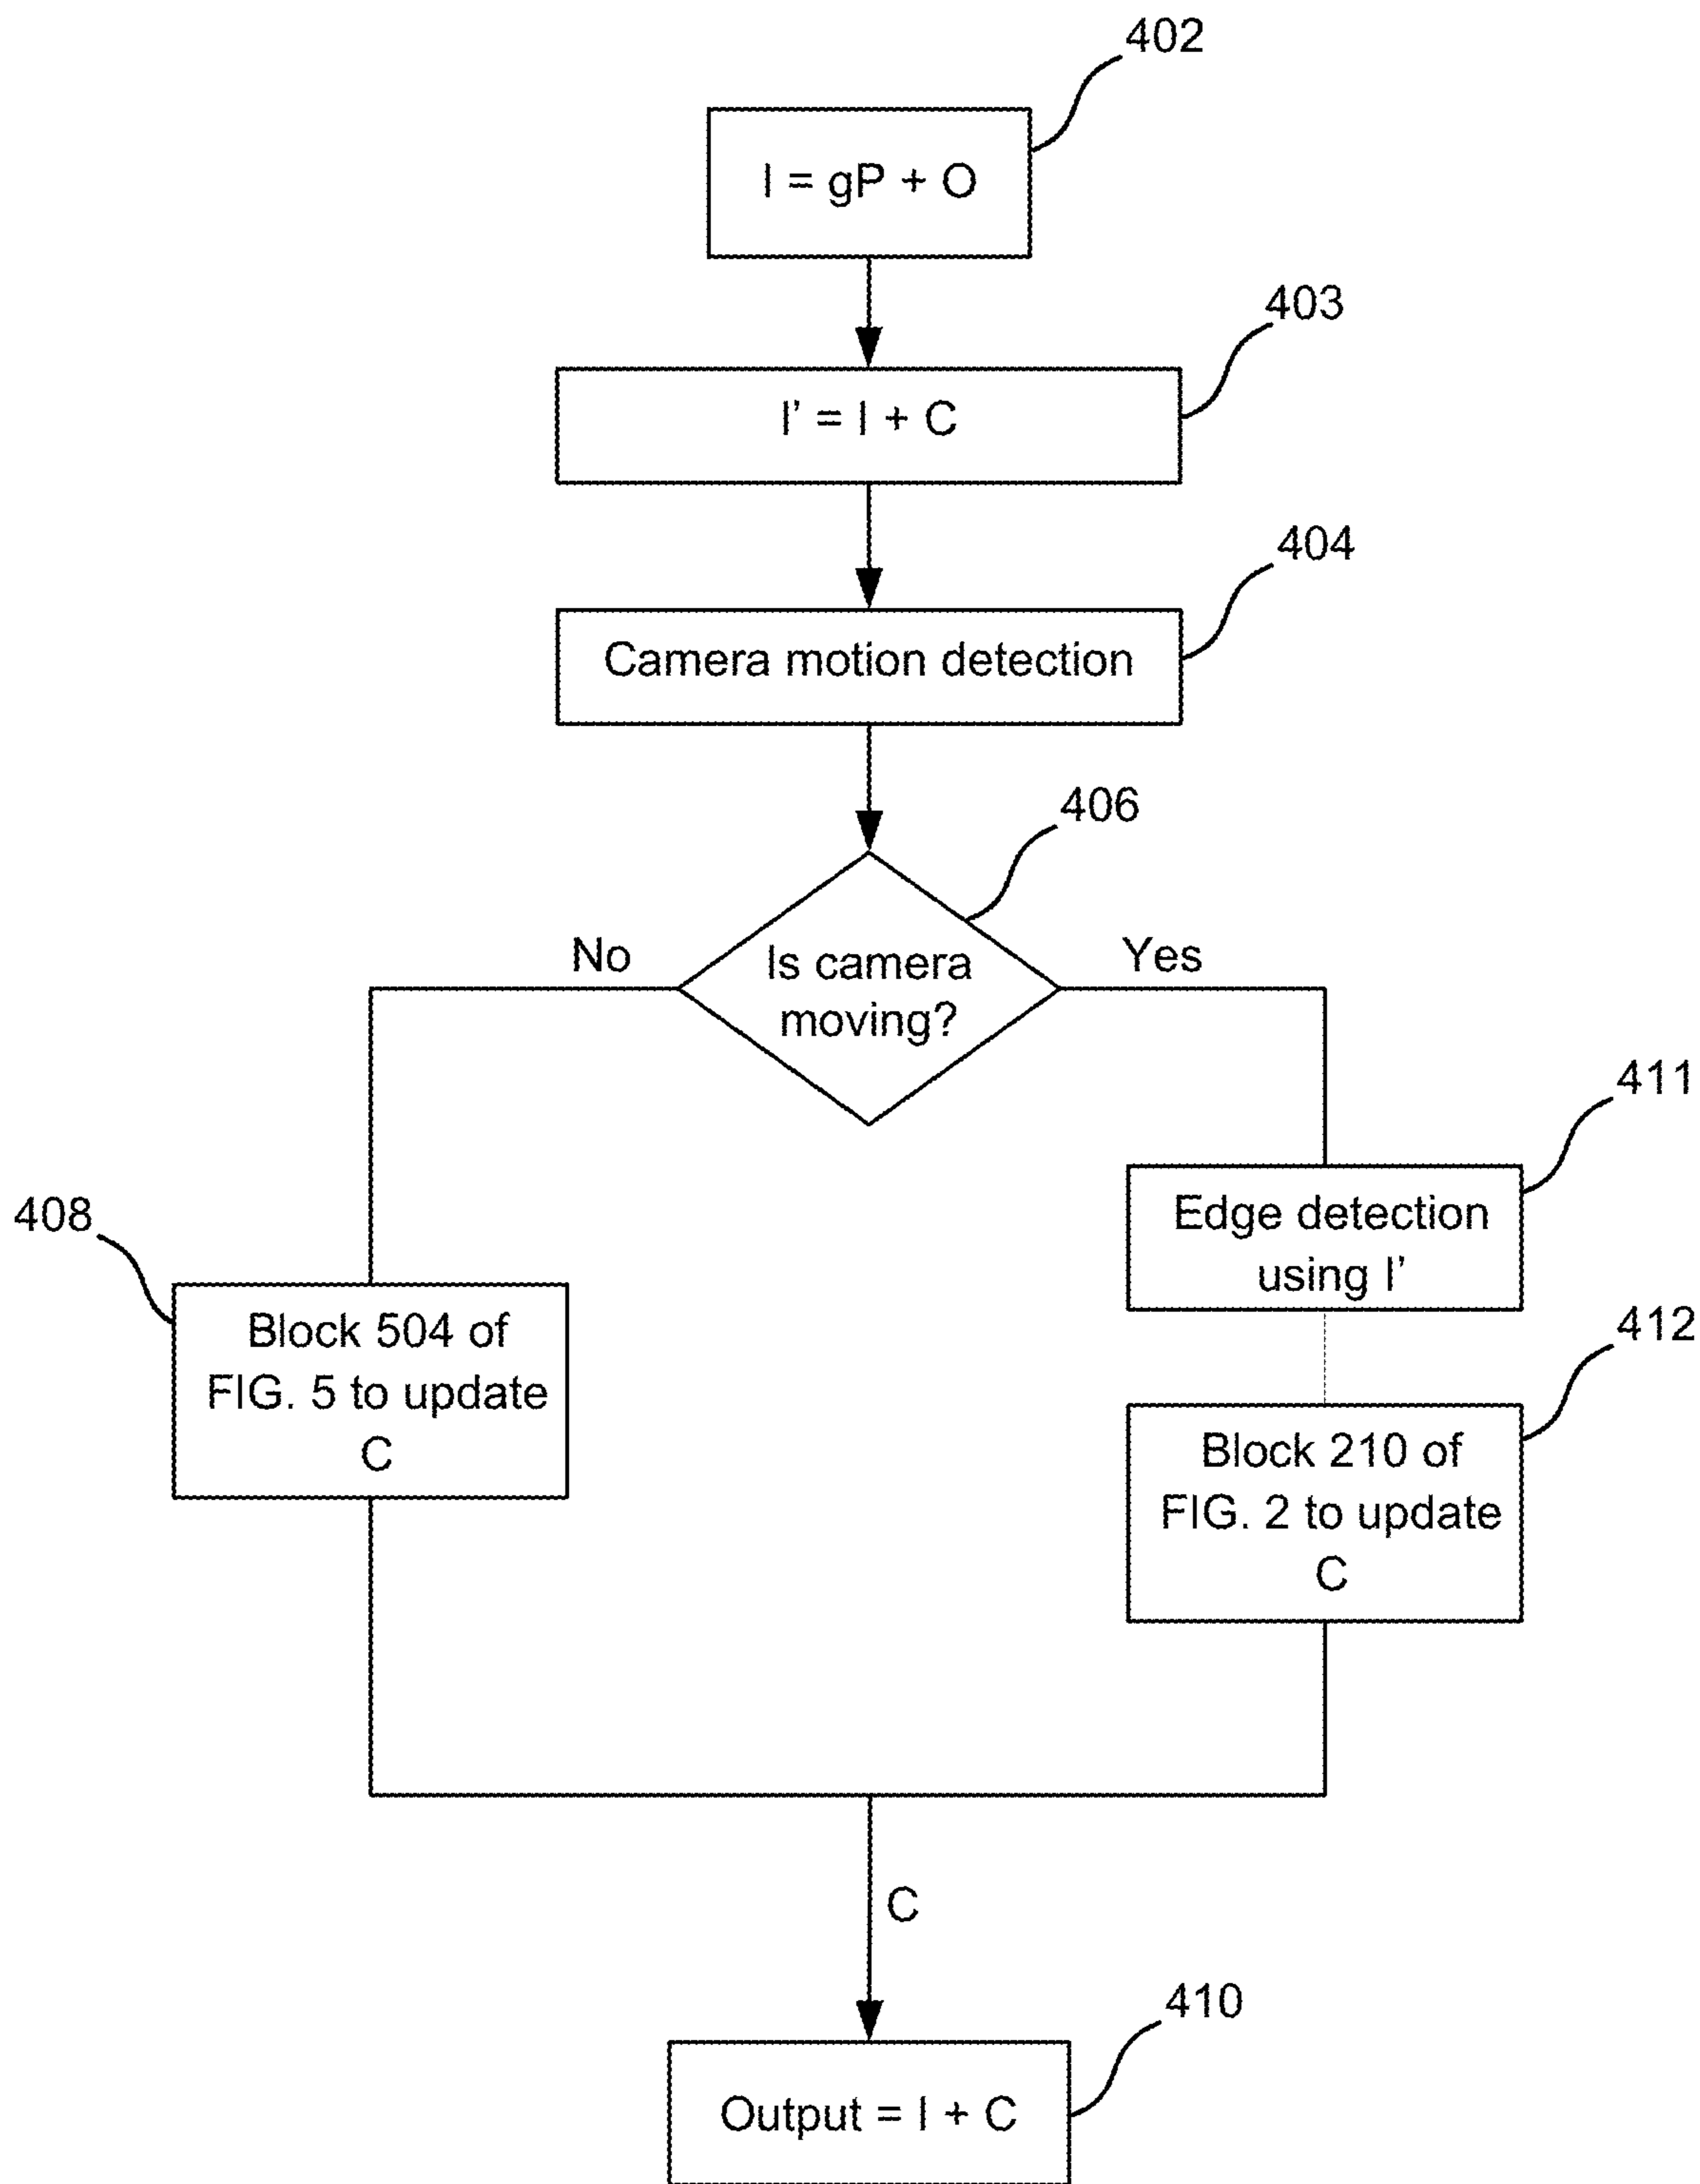 402
I = gP + O
403
I' = I + C
404
Camera motion detection
406
No
Is camera
moving?
Yes
411
Edge detection
using I'
408
Block 504 of
FIG. 5 to update
C
412
Block 210 of
FIG. 2 to update
C
C
410
Output = I + C